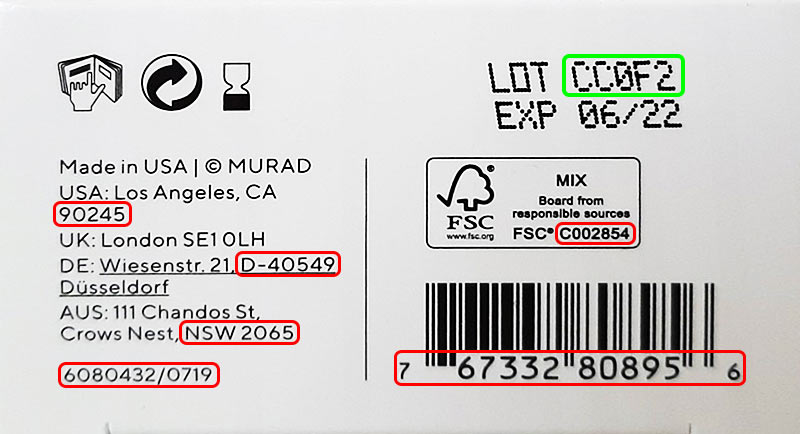 LOT CC0F2
EXP 06/22
Made in USA | © MURAD
USA: Los Angeles, CA
90245
UK: London SE1 0LH
DE: Wiesenstr. 21, D-40549
Düsseldorf
AUS: 111 Chandos St,
Crows Nest, NSW 2065
6080432/0719
FSC
www.fsc.org
MIX
Board from
responsible sources
FSC® C002854
7 67332 80895 6